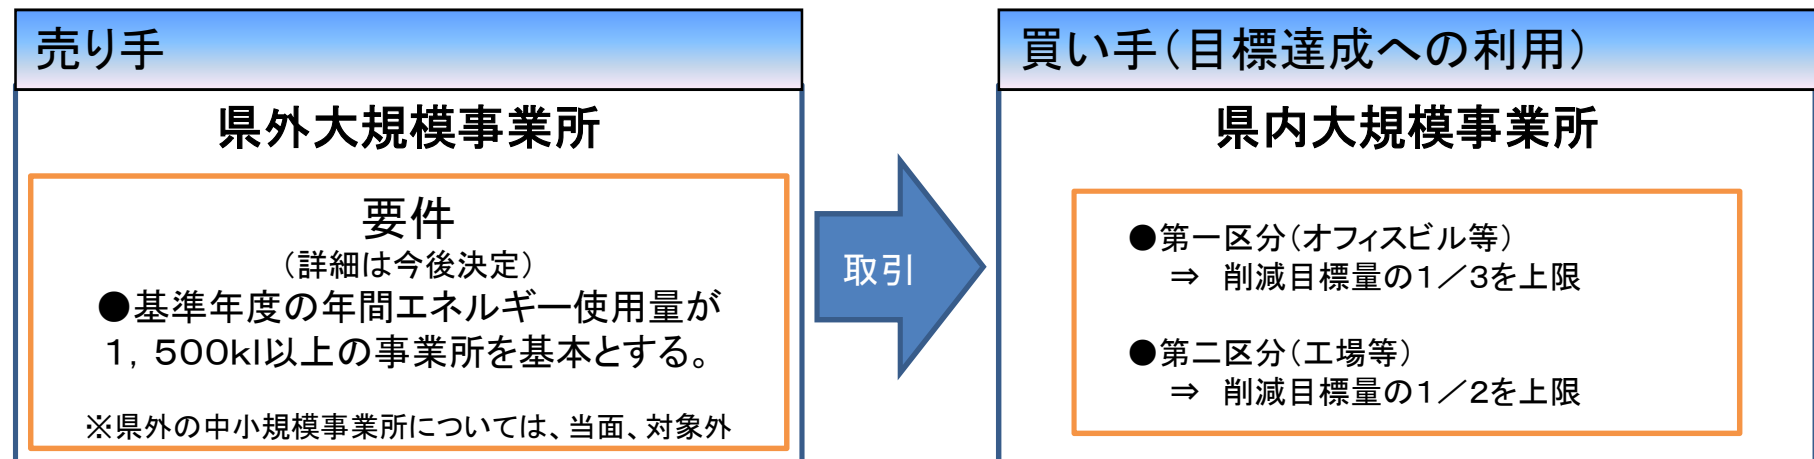 売り手
県外大規模事業所
要件
（詳細は今後決定）
●基準年度の年間エネルギー使用量が
１，５００kl以上の事業所を基本とする。
※県外の中小規模事業所については、当面、対象外
取引
買い手（目標達成への利用）
県内大規模事業所
●第一区分（オフィスビル等）
⇒　削減目標量の１／３を上限
●第二区分（工場等）
⇒　削減目標量の１／２を上限